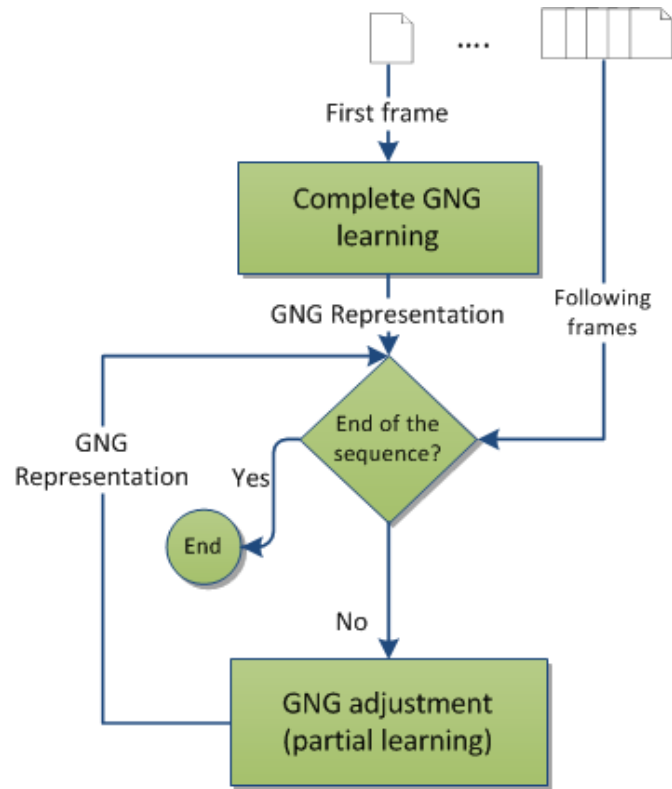 ....
First frame
Complete GNG
learning
GNG Representation
Following
frames
End of the
sequence?
GNG
Representation
Yes
End
No
GNG adjustment
(partial learning)